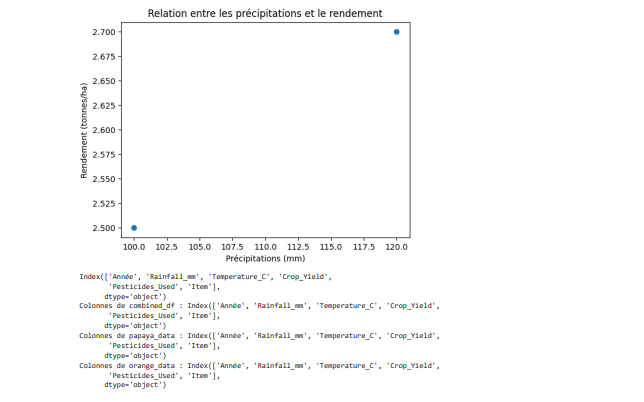 Relation entre les précipitations et le rendement
2.700
2.675
2.650
2.625
2.600
2.575
2.550
2.525
2.500
Rendement (tonnes/ha)
100.0 102.5 105.0 107.5 110.0 112.5 115.0 117.5 120.0
Précipitations (mm)
Index(['Année', 'Rainfall_mm', 'Temperature_C', 'Crop_Yield',
'Pesticides_Used', 'Item'],
dtype='object')
Colonnes de combined_df : Index(['Année', 'Rainfall_mm', 'Temperature_C', 'Crop_Yield',
'Pesticides_Used', 'Item'],
dtype='object')
Colonnes de papaya_data : Index(['Année', 'Rainfall_mm', 'Temperature_C', 'Crop_Yield',
'Pesticides_Used', 'Item'],
dtype='object')
Colonnes de orange_data : Index(['Année', 'Rainfall_mm', 'Temperature_C', 'Crop_Yield',
'Pesticides_Used', 'Item'],
dtype='object')